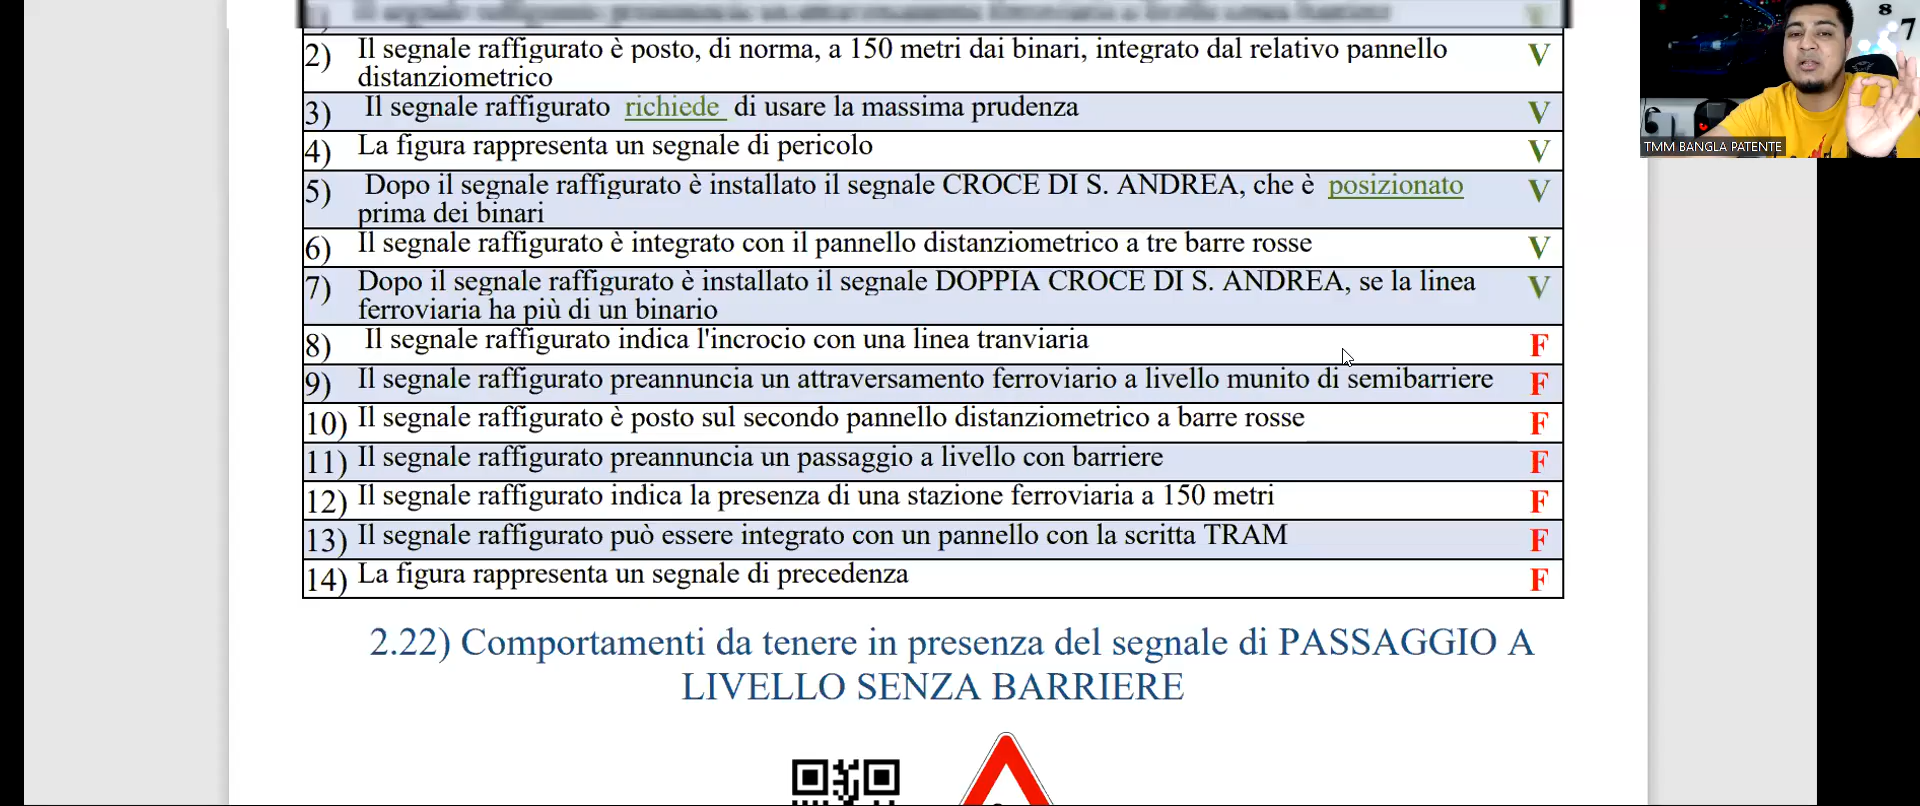 2) Il segnale raffigurato è posto, di norma, a 150 metri dai binari, integrato dal relativo pannello V
distanziometrico
3) Il segnale raffigurato richiede di usare la massima prudenza V
4) La figura rappresenta un segnale di pericolo V
5) Dopo il segnale raffigurato è installato il segnale CROCE DI S. ANDREA, che è posizionato V
prima dei binari
6) Il segnale raffigurato è integrato con il pannello distanziometrico a tre barre rosse V
7) Dopo il segnale raffigurato è installato il segnale DOPPIA CROCE DI S. ANDREA, se la linea V
ferroviaria ha più di un binario
8) Il segnale raffigurato indica l'incrocio con una linea tranviaria F
9) Il segnale raffigurato preannuncia un attraversamento ferroviario a livello munito di semibarriere F
10) Il segnale raffigurato è posto sul secondo pannello distanziometrico a barre rosse F
11) Il segnale raffigurato preannuncia un passaggio a livello con barriere F
12) Il segnale raffigurato indica la presenza di una stazione ferroviaria a 150 metri F
13) Il segnale raffigurato può essere integrato con un pannello con la scritta TRAM F
14) La figura rappresenta un segnale di precedenza F
2.22) Comportamenti da tenere in presenza del segnale di PASSAGGIO A
LIVELLO SENZA BARRIERE
8
7
6
TMM BANGLA PATENTE